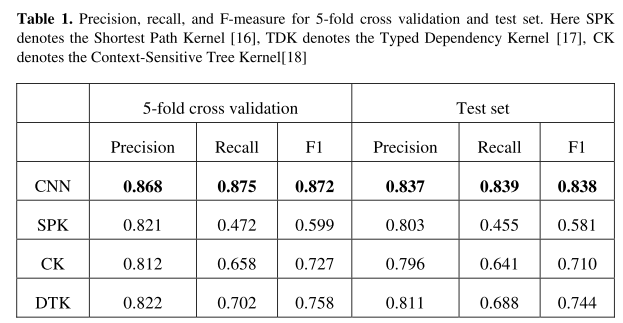 Table 1. Precision, recall, and F-measure for 5-fold cross validation and test set. Here SPK
denotes the Shortest Path Kernel [16], TDK denotes the Typed Dependency Kernel [17], CK
denotes the Context-Sensitive Tree Kernel[18]
5-fold cross validation Test set
Precision Recall F1 Precision Recall F1
CNN 0.868 0.875 0.872 0.837 0.839 0.838
SPK 0.821 0.472 0.599 0.803 0.455 0.581
CK 0.812 0.658 0.727 0.796 0.641 0.710
DTK 0.822 0.702 0.758 0.811 0.688 0.744